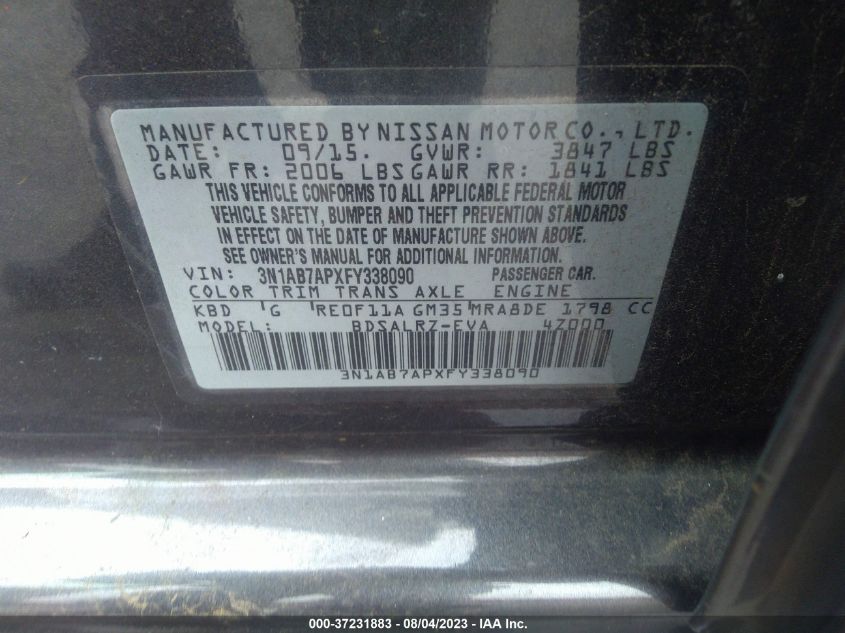 MANUFACTURED BY NISSAN MOTOR CO., LTD.
DATE: 09/15. GVWR: 3847 LBS
GAWR FR: 2006 LBS GAWR RR: 1841 LBS
THIS VEHICLE CONFORMS TO ALL APPLICABLE FEDERAL MOTOR
VEHICLE SAFETY, BUMPER AND THEFT PREVENTION STANDARDS
IN EFFECT ON THE DATE OF MANUFACTURE SHOWN ABOVE.
SEE OWNER'S MANUAL FOR ADDITIONAL INFORMATION.
VIN: 3N1AB7APXFY338090 PASSENGER CAR.
COLOR TRIM TRANS AXLE ENGINE
KBD G RE0F11A GM35 MRA8DE 1798 CC
MODEL: BDSALRZ-EVA 4Z000
3N1AB7APXFY338090
000-37231883 - 08/04/2023 - IAA Inc.